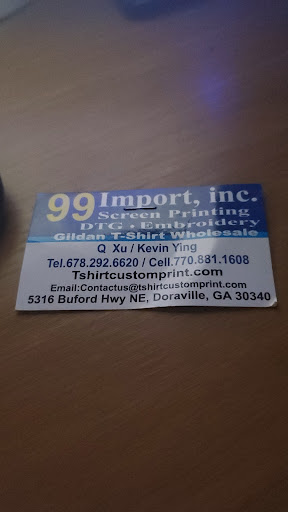 99 Import, inc.
Screen Printing
DTG • Embroidery
Gildan T-Shirt Wholesale
Q Xu / Kevin Ying
Tel.678.292.6620 / Cell.770.881.1608
Tshirtcustomprint.com
Email:Contactus@tshirtcustomprint.com
5316 Buford Hwy NE, Doraville, GA 30340